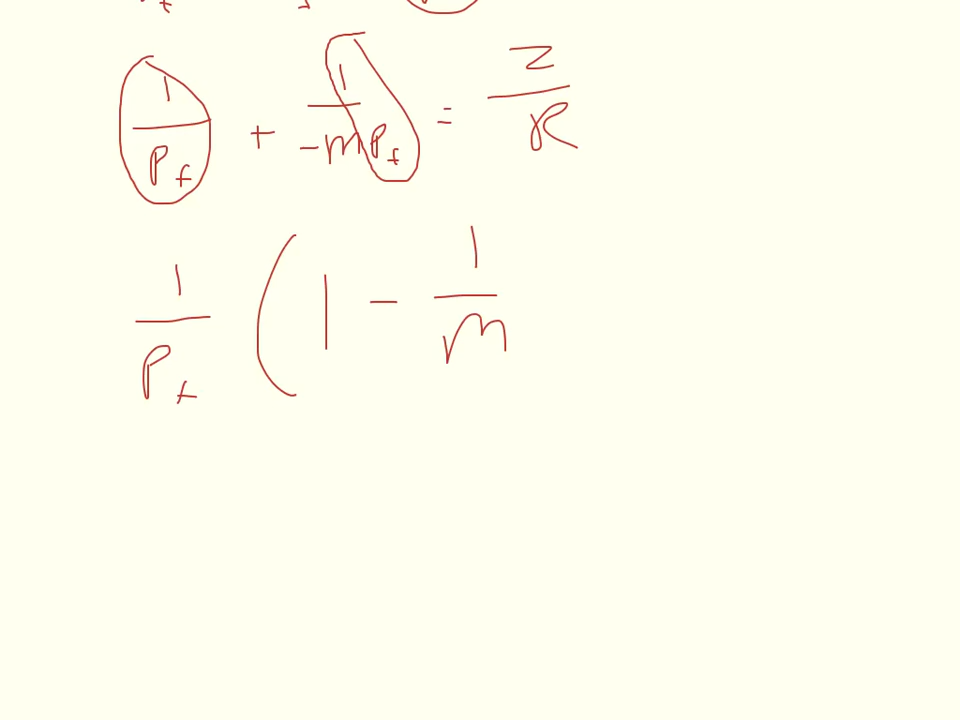 1/P_f + 1/-mP_f = 2/R
1/P_f (1 - 1/m